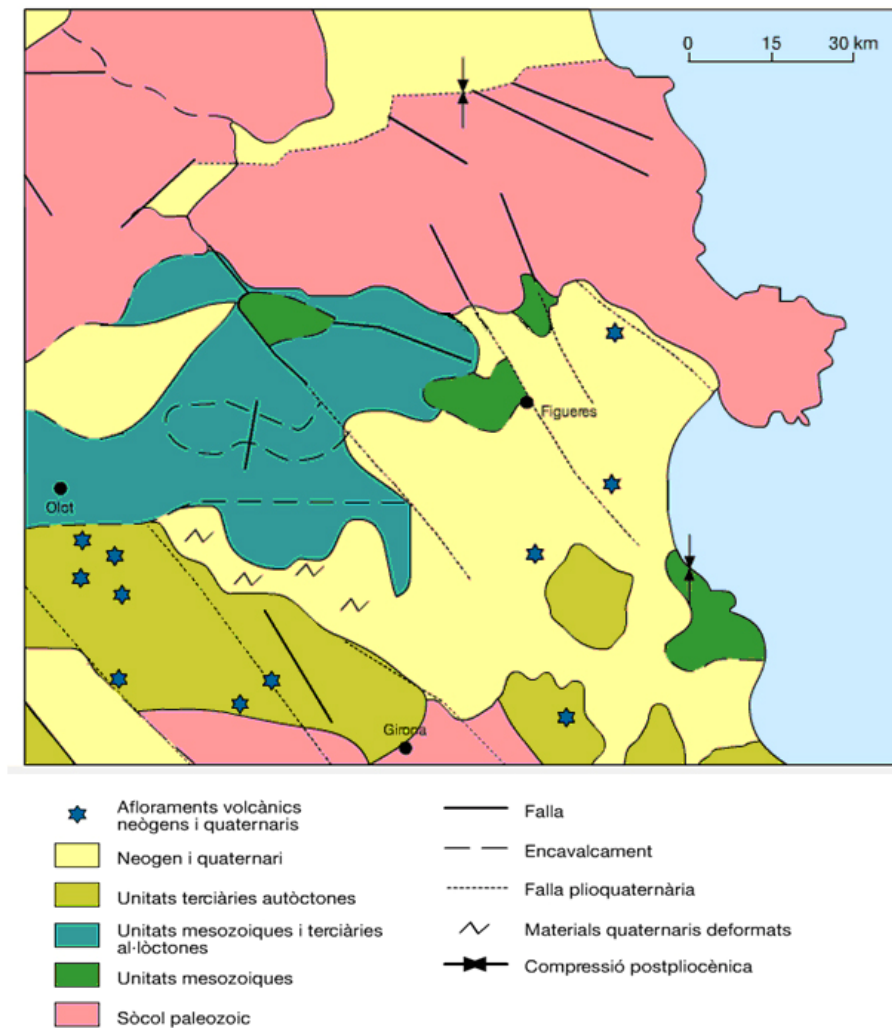 0 15 30 km
Figueres
Olot
Girona
Afloraments volcànics
neògens i quaternaris
Neogen i quaternari
Unitats terciàries autòctones
Unitats mesozoiques i terciàries
al·lòctones
Unitats mesozoiques
Sòcol paleozoic
Falla
Encavalcament
Falla plioquaternària
Materials quaternaris deformats
Compressió postpliocènica